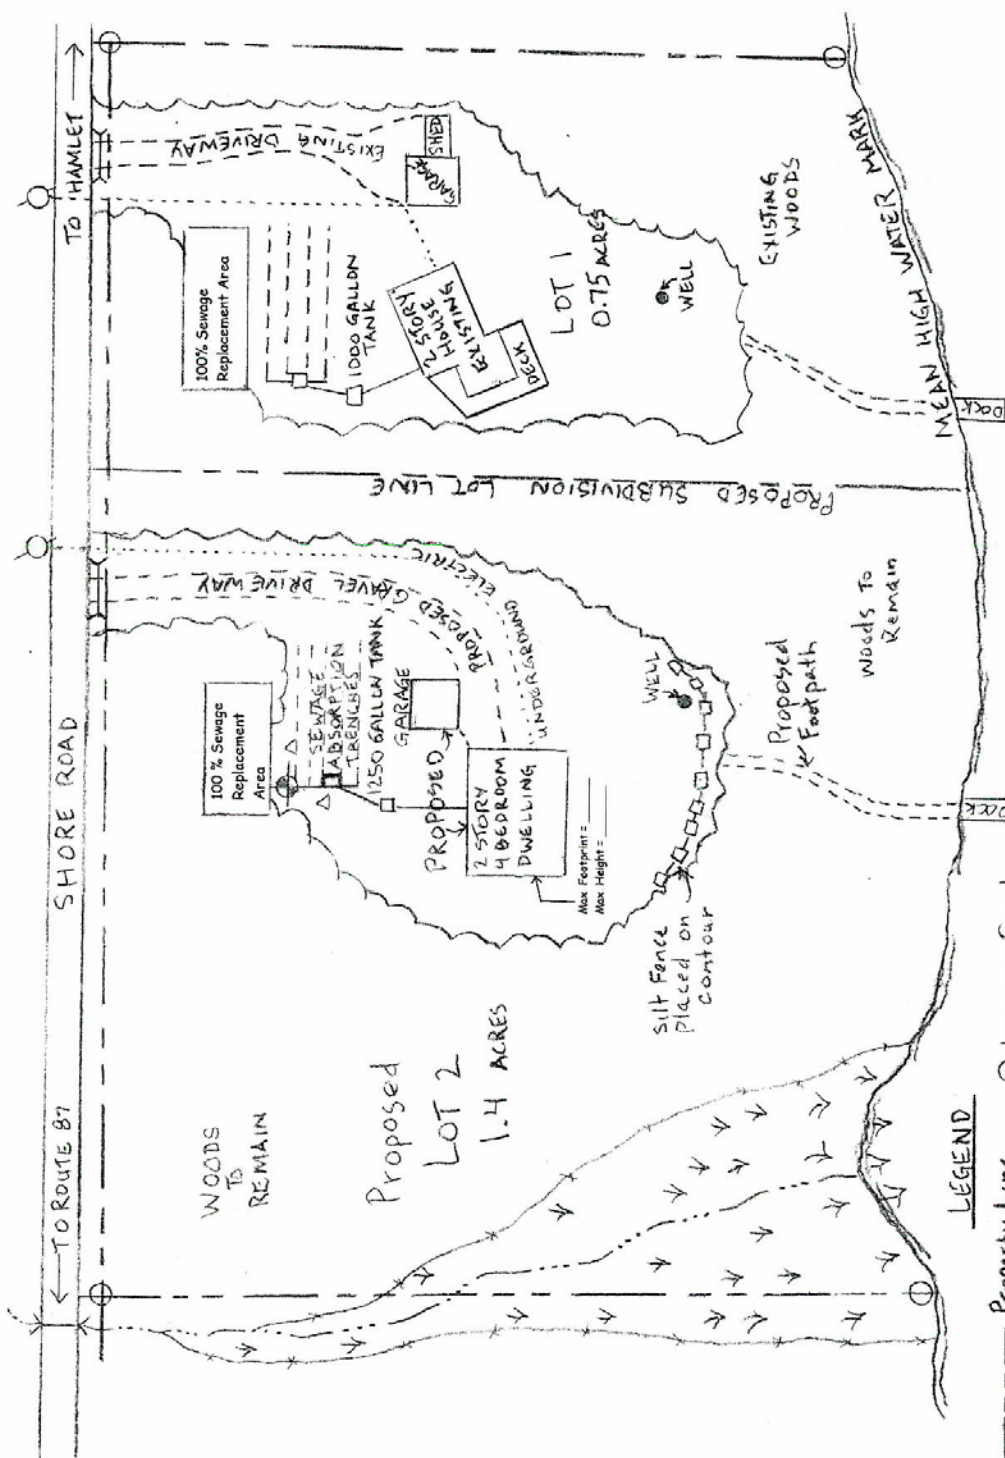 ← TO ROUTE 87
SHORE ROAD
TO HAMLET →
WOODS
TO
REMAIN
Proposed
LOT 2
1.4 ACRES
100 % Sewage
Replacement
Area
SEWAGE
ABSORPTION
TRENCHES
1250 GALLON TANK
GARAGE
PROPOSED
2 STORY
4 BEDROOM
DWELLING
Max Footprint =
Max Height =
PROPOSED GRAVEL DRIVEWAY
UNDERGROUND ELECTRIC
WELL
Silt Fence
placed on
contour
Proposed
Footpath
Woods to
Remain
Dock
PROPOSED SUBDIVISION LOT LINE
100% Sewage
Replacement Area
1000 GALLON
TANK
2 STORY
HOUSE
EXISTING
DECK
EXISTING DRIVEWAY
GARAGE
SHED
LOT 1
0.75 ACRES
WELL
EXISTING
WOODS
Dock
MEAN HIGH WATER MARK
LEGEND
Property Line